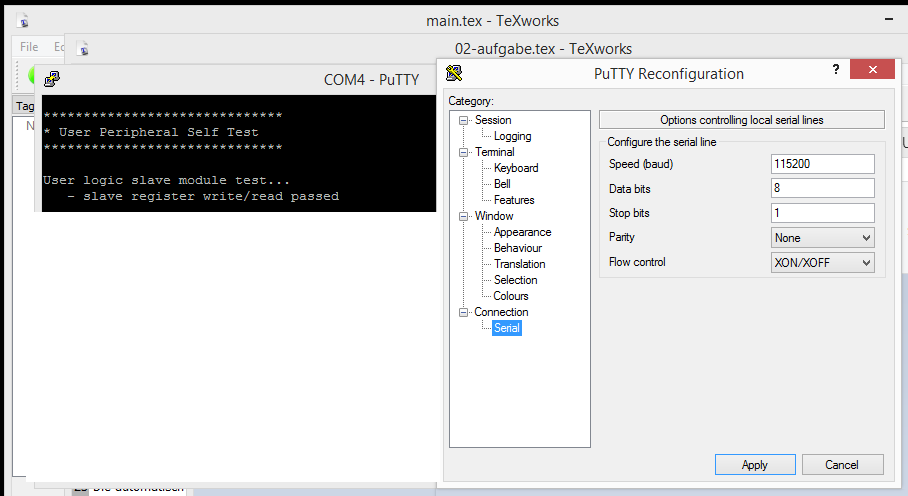 main.tex - TeXworks
File Ec
02-aufgabe.tex - TeXworks
COM4 - PuTTY
Tag
N
******************************
* User Peripheral Self Test
******************************
User logic slave module test...
- slave register write/read passed
PuTTY Reconfiguration
?
Category:
Session
Logging
Terminal
Keyboard
Bell
Features
Window
Appearance
Behaviour
Translation
Selection
Colours
Connection
Serial
Options controlling local serial lines
Configure the serial line
Speed (baud) 115200
Data bits 8
Stop bits 1
Parity None
Flow control XON/XOFF
Apply Cancel